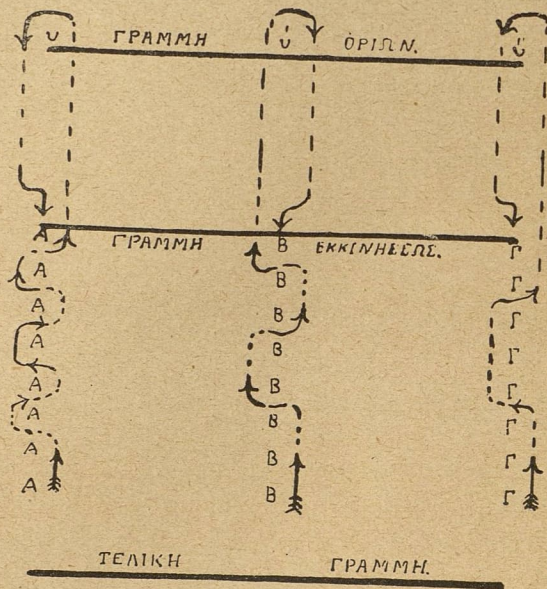 υ ΓΡΑΜΜΗ ύ ΟΡΙΩΝ. ύ
Α ΓΡΑΜΜΗ Β ΕΚΚΙΝΗΣΕΩΣ. Γ
Α Β Γ
Α Β Γ
Α Β Γ
Α Β Γ
Α Β Γ
Α Β Γ
Α Β Γ
ΤΕΛΙΚΗ ΓΡΑΜΜΗ.